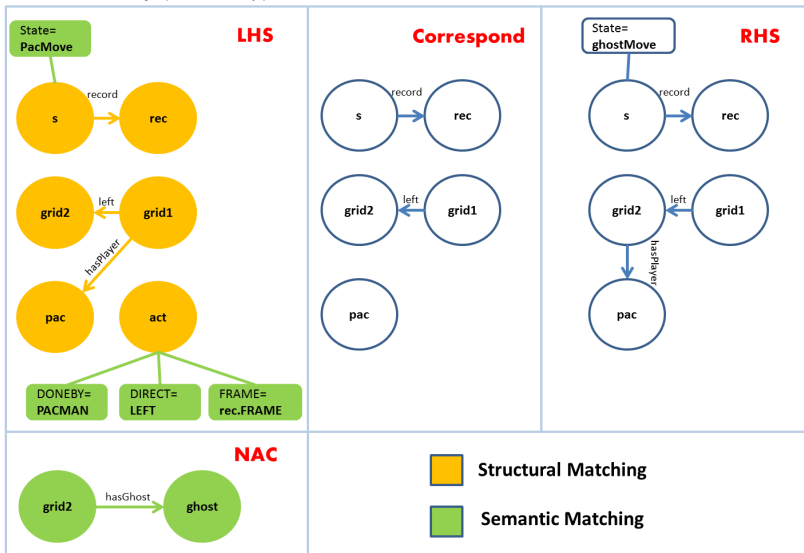 State=
PacMove
LHS
record
s
rec
left
grid2
grid1
hasPlayer
pac
act
DONEBY=
PACMAN
DIRECT=
LEFT
FRAME=
rec.FRAME
Correspond
record
s
rec
left
grid2
grid1
pac
State=
ghostMove
RHS
record
s
rec
left
grid2
grid1
hasPlayer
pac
NAC
hasGhost
grid2
ghost
Structural Matching
Semantic Matching